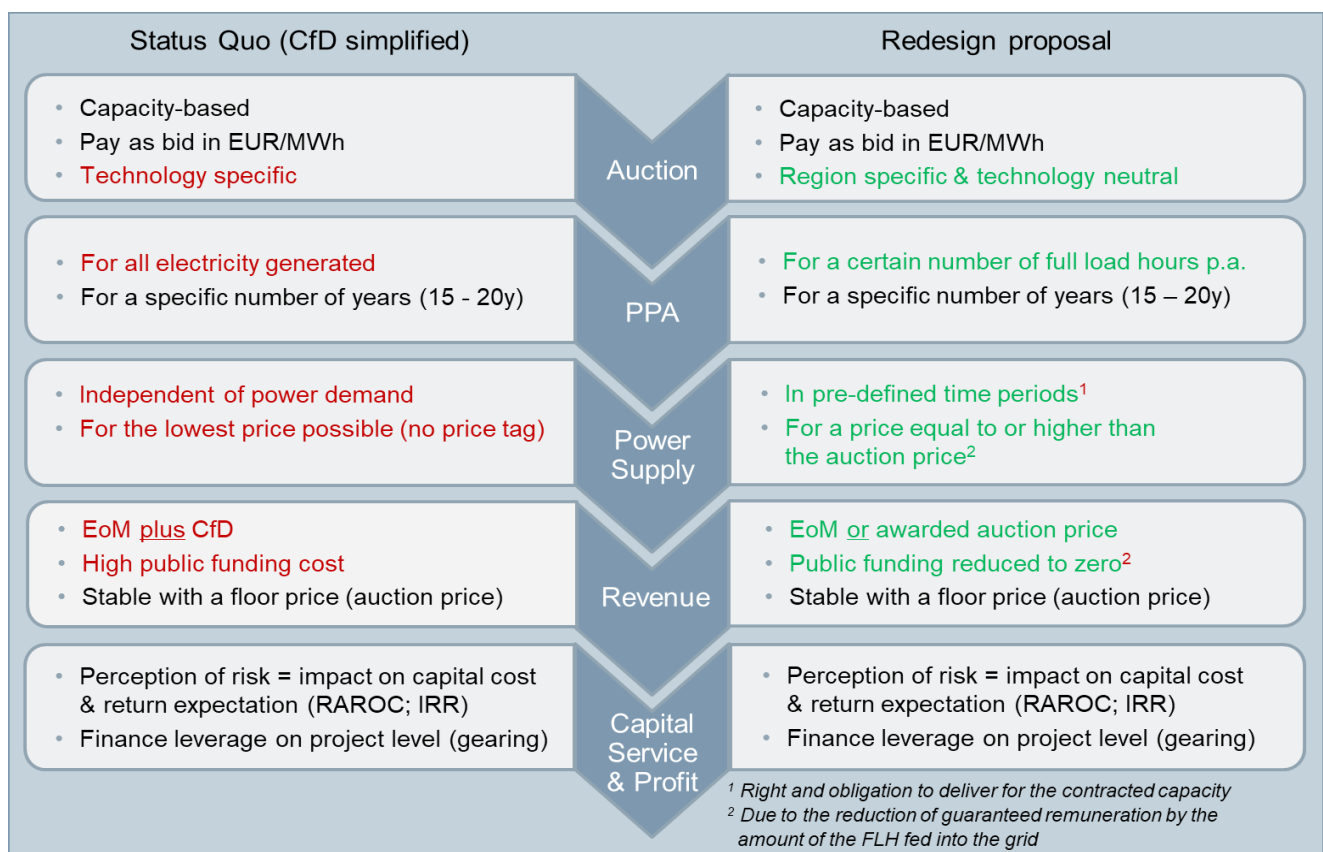 Status Quo (CfD simplified)
Redesign proposal
• Capacity-based
• Pay as bid in EUR/MWh
• Technology specific
Auction
• Capacity-based
• Pay as bid in EUR/MWh
• Region specific & technology neutral
• For all electricity generated
• For a specific number of years (15 - 20y)
PPA
• For a certain number of full load hours p.a.
• For a specific number of years (15 – 20y)
• Independent of power demand
• For the lowest price possible (no price tag)
Power
Supply
• In pre-defined time periods¹
• For a price equal to or higher than
the auction price²
• EoM plus CfD
• High public funding cost
• Stable with a floor price (auction price)
Revenue
• EoM or awarded auction price
• Public funding reduced to zero²
• Stable with a floor price (auction price)
• Perception of risk = impact on capital cost
& return expectation (RAROC; IRR)
• Finance leverage on project level (gearing)
Capital
Service
& Profit
• Perception of risk = impact on capital cost
& return expectation (RAROC; IRR)
• Finance leverage on project level (gearing)
¹ Right and obligation to deliver for the contracted capacity
² Due to the reduction of guaranteed remuneration by the
amount of the FLH fed into the grid